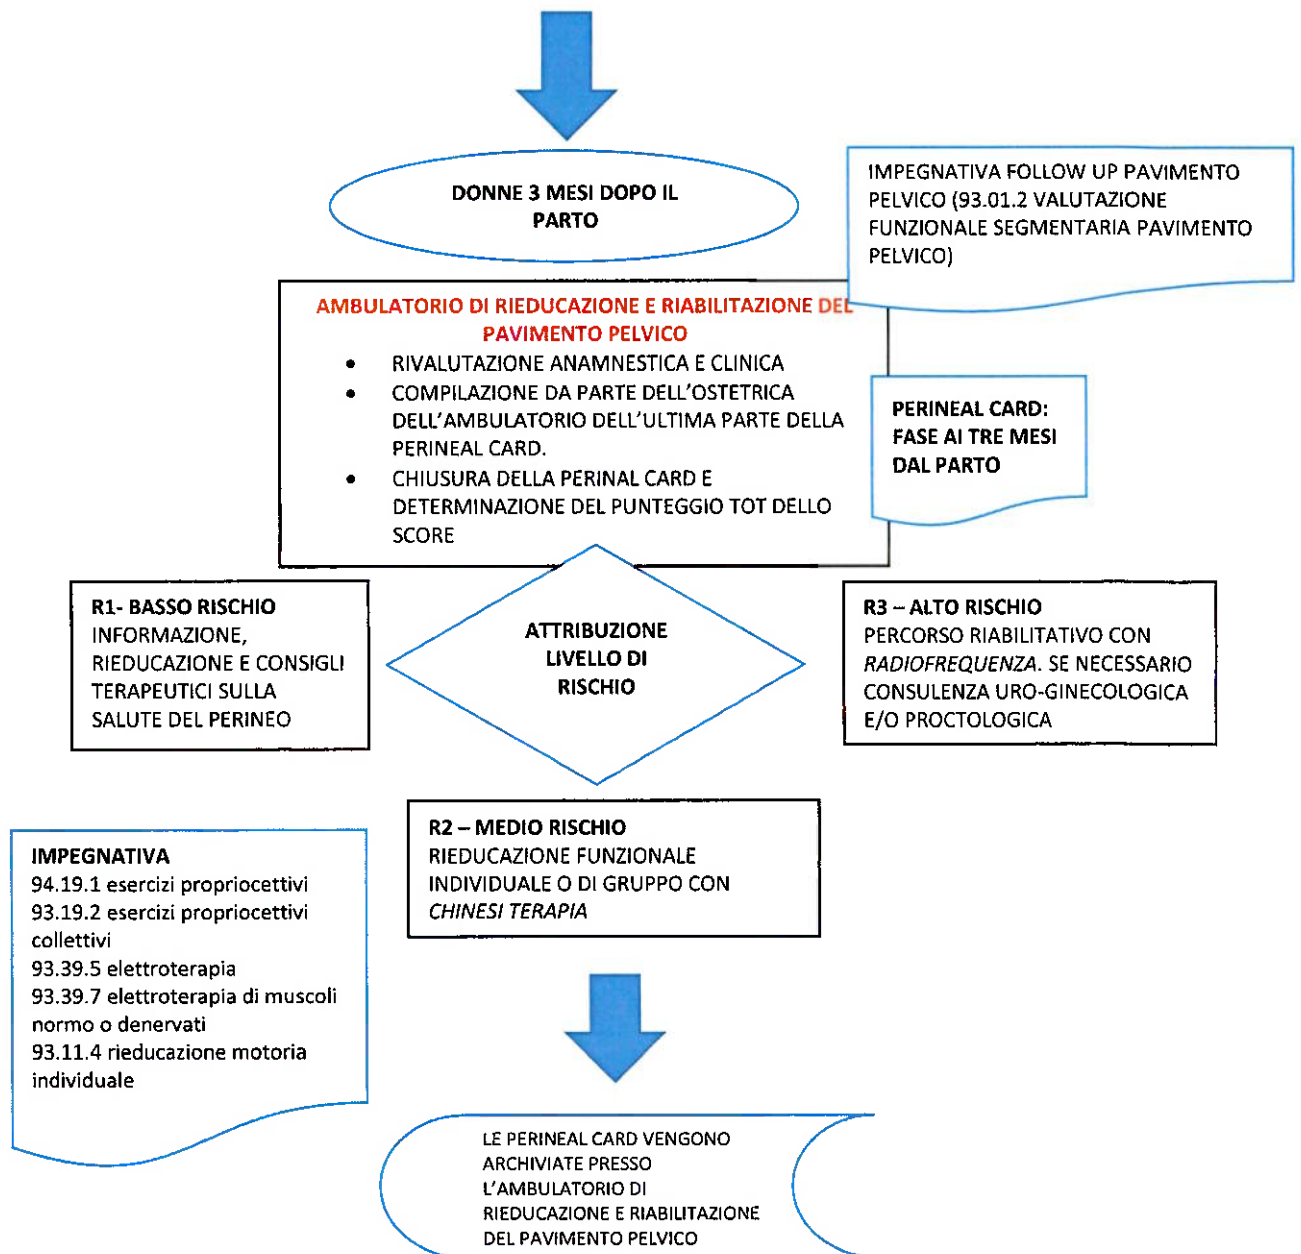 DONNE 3 MESI DOPO IL
PARTO
IMPEGNATIVA FOLLOW UP PAVIMENTO
PELVICO (93.01.2 VALUTAZIONE
FUNZIONALE SEGMENTARIA PAVIMENTO
PELVICO)
AMBULATORIO DI RIEDUCAZIONE E RIABILITAZIONE DEL
PAVIMENTO PELVICO
• RIVALUTAZIONE ANAMNESTICA E CLINICA
• COMPILAZIONE DA PARTE DELL'OSTETRICA
DELL'AMBULATORIO DELL'ULTIMA PARTE DELLA
PERINEAL CARD.
• CHIUSURA DELLA PERINAL CARD E
DETERMINAZIONE DEL PUNTEGGIO TOT DELLO
SCORE
PERINEAL CARD:
FASE AI TRE MESI
DAL PARTO
R1- BASSO RISCHIO
INFORMAZIONE,
RIEDUCAZIONE E CONSIGLI
TERAPEUTICI SULLA
SALUTE DEL PERINEO
ATTRIBUZIONE
LIVELLO DI
RISCHIO
R3 – ALTO RISCHIO
PERCORSO RIABILITATIVO CON
RADIOFREQUENZA. SE NECESSARIO
CONSULENZA URO-GINECOLOGICA
E/O PROCTOLOGICA
R2 – MEDIO RISCHIO
RIEDUCAZIONE FUNZIONALE
INDIVIDUALE O DI GRUPPO CON
CHINESI TERAPIA
IMPEGNATIVA
94.19.1 esercizi propriocettivi
93.19.2 esercizi propriocettivi
collettivi
93.39.5 elettroterapia
93.39.7 elettroterapia di muscoli
normo o denervati
93.11.4 rieducazione motoria
individuale
LE PERINEAL CARD VENGONO
ARCHIVIATE PRESSO
L'AMBULATORIO DI
RIEDUCAZIONE E RIABILITAZIONE
DEL PAVIMENTO PELVICO